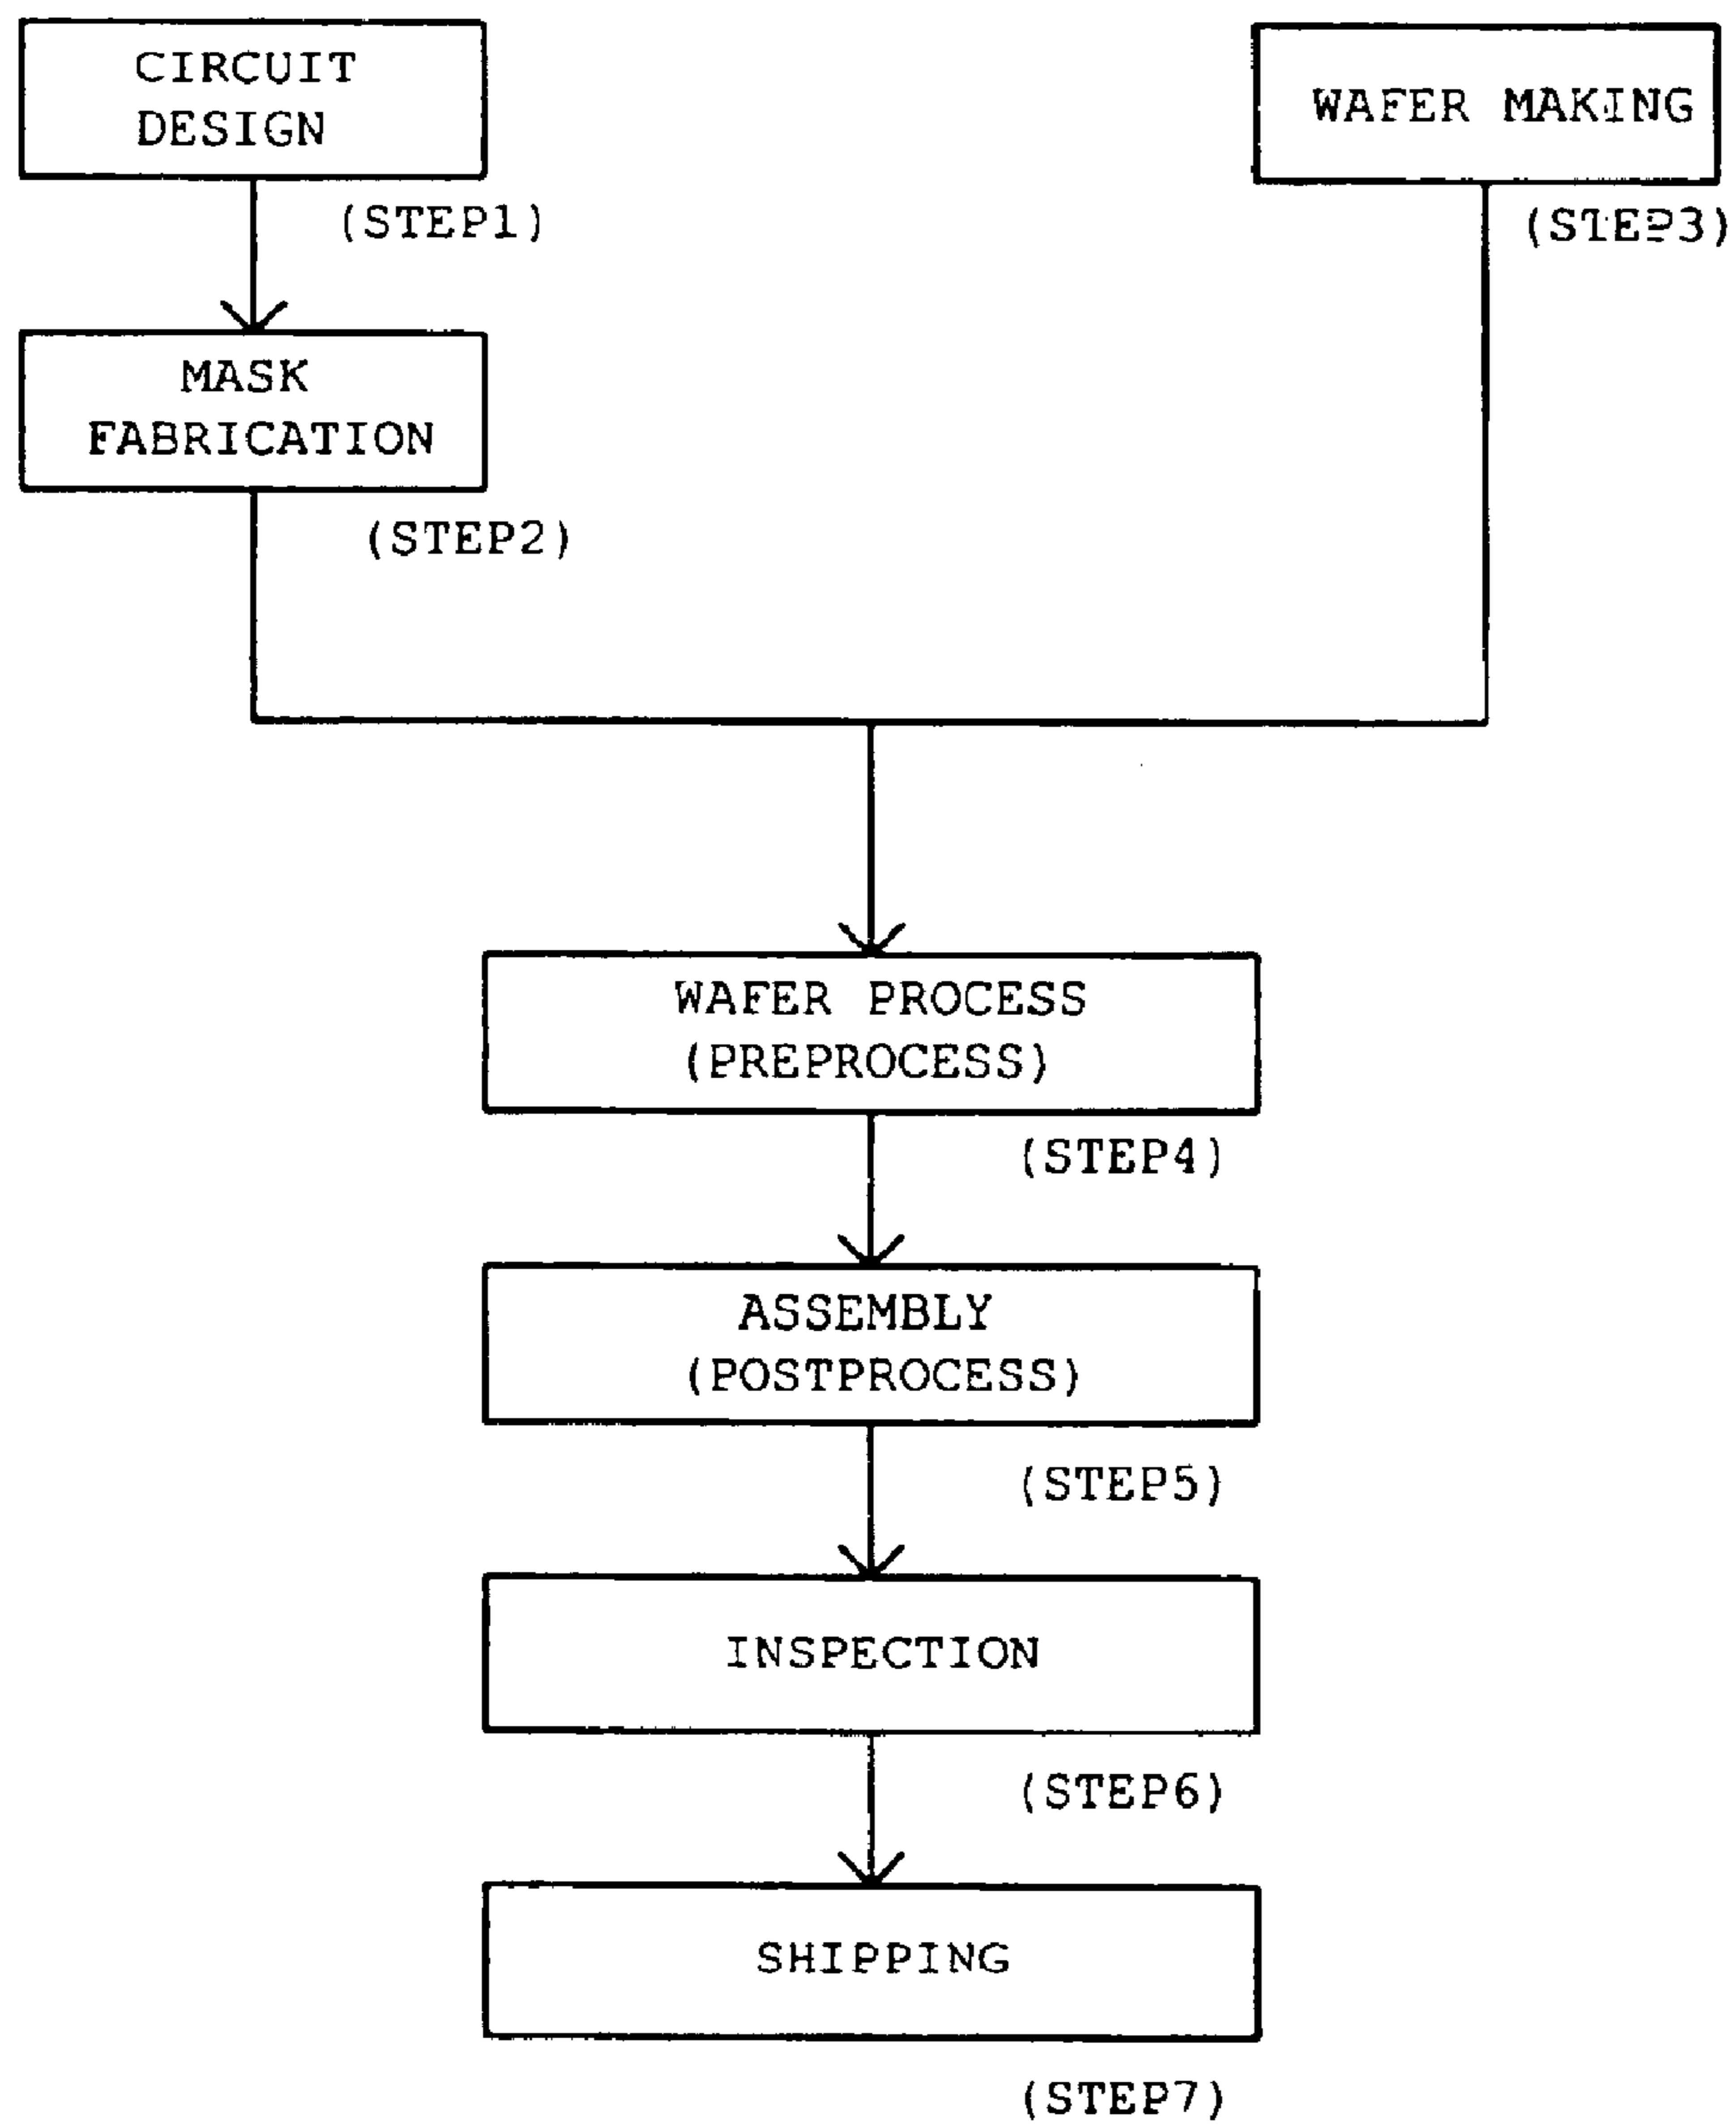 CIRCUIT
DESIGN
(STEP1)
WAFER MAKING
(STEP3)
MASK
FABRICATION
(STEP2)
WAFER PROCESS
(PREPROCESS)
(STEP4)
ASSEMBLY
(POSTPROCESS)
(STEP5)
INSPECTION
(STEP6)
SHIPPING
(STEP7)